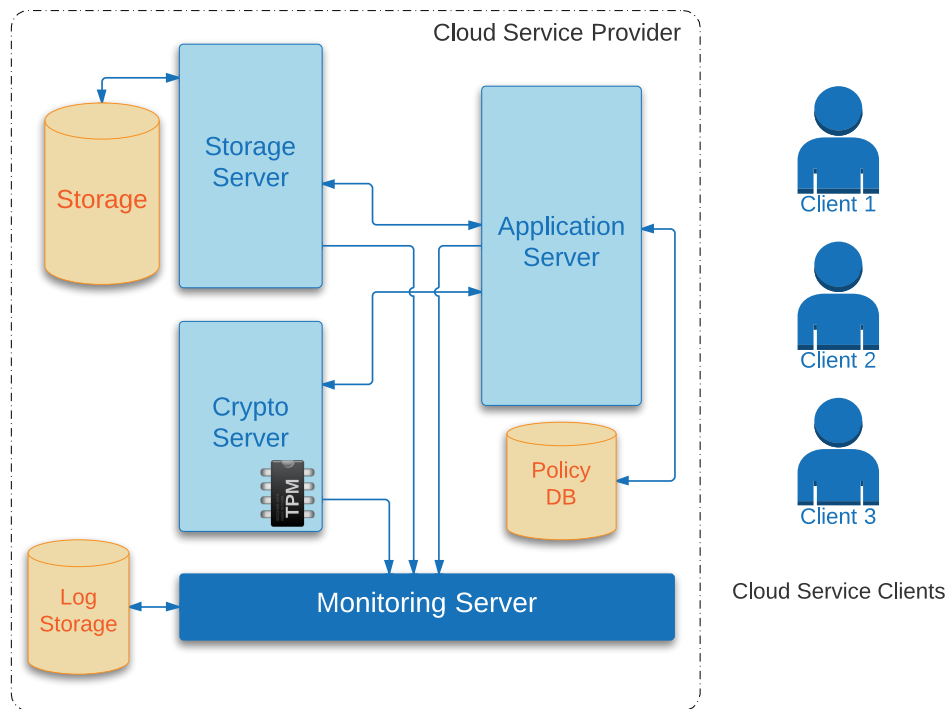 Cloud Service Provider
Storage
Server
Storage
Application
Server
Client 1
Client 2
Crypto
Server
TPM
Policy
DB
Client 3
Log
Storage
Monitoring Server
Cloud Service Clients